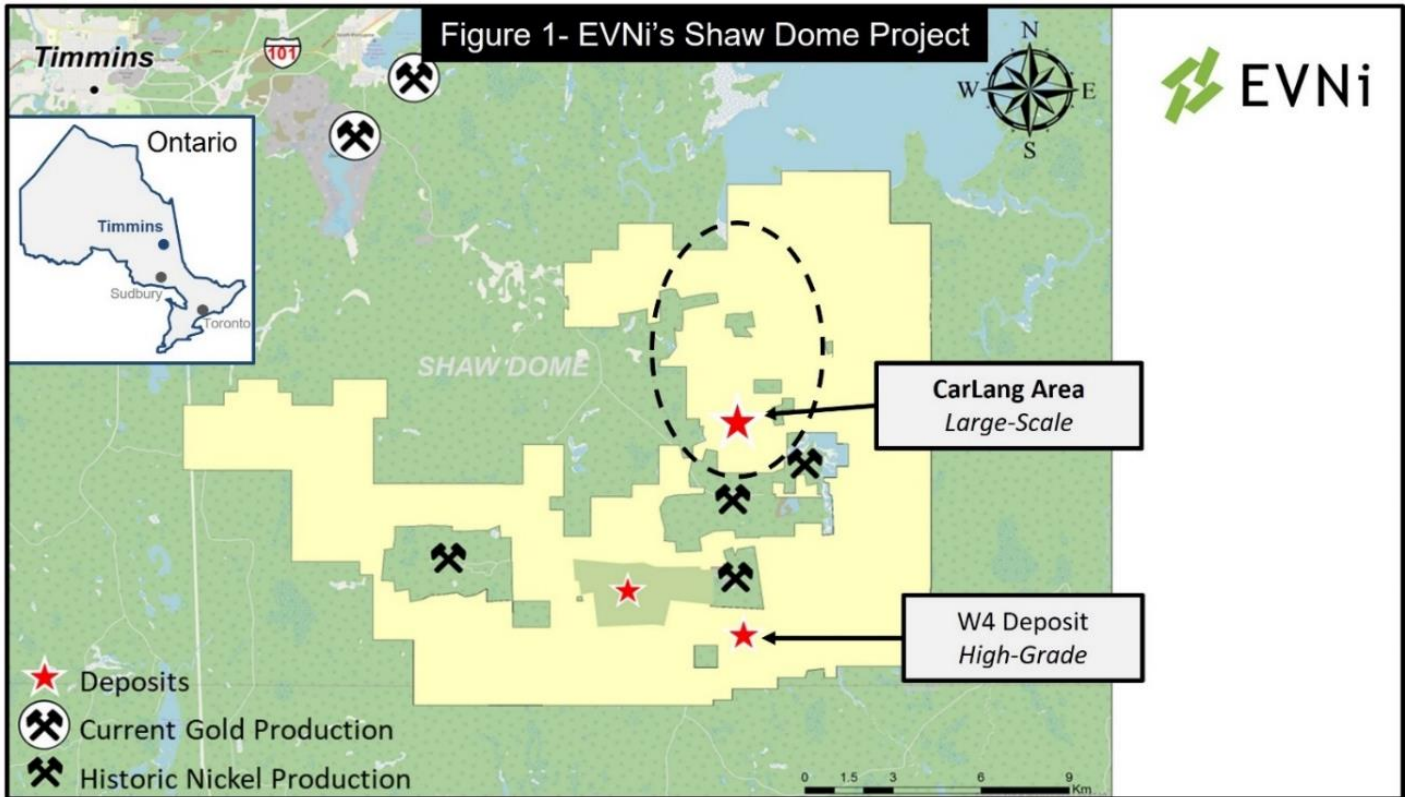 Figure 1- EVNi's Shaw Dome Project
Timmins
101
N
W E
S
EVNi
Ontario
Timmins
Sudbury
Toronto
SHAW DOME
CarLang Area
Large-Scale
W4 Deposit
High-Grade
Deposits
Current Gold Production
Historic Nickel Production
0 1.5 3 6 9
Km